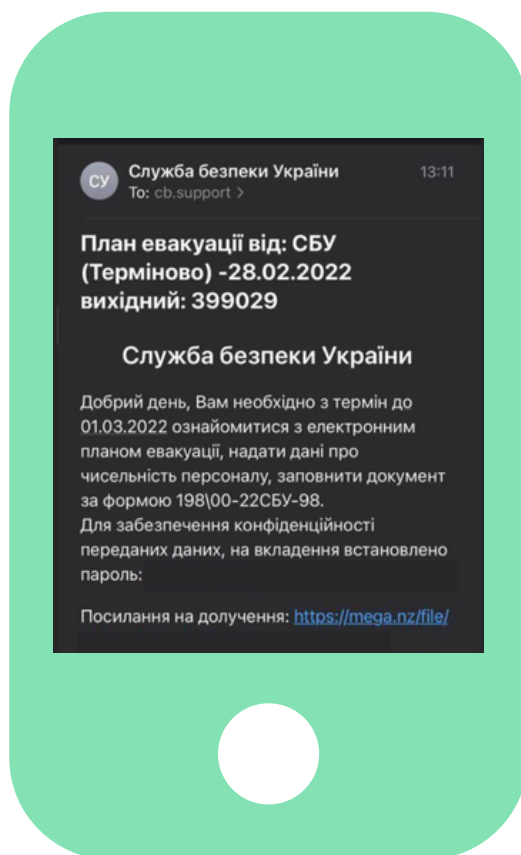 СУ
Служба безпеки України
13:11
To: cb.support >
План евакуації від: СБУ
(Терміново) -28.02.2022
вихідний: 399029
Служба безпеки України
Добрий день, Вам необхідно з термін до
01.03.2022 ознайомитися з електронним
планом евакуації, надати дані про
чисельність персоналу, заповнити документ
за формою 198\00-22СБУ-98.
Для забезпечення конфіденційності
переданих даних, на вкладення встановлено
пароль:
Посилання на долучення: https://mega.nz/file/